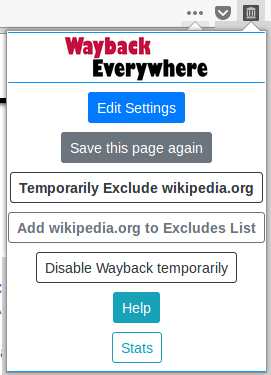 Wayback
Everywhere
Edit Settings
Save this page again
Temporarily Exclude wikipedia.org
Add wikipedia.org to Excludes List
Disable Wayback temporarily
Help
Stats